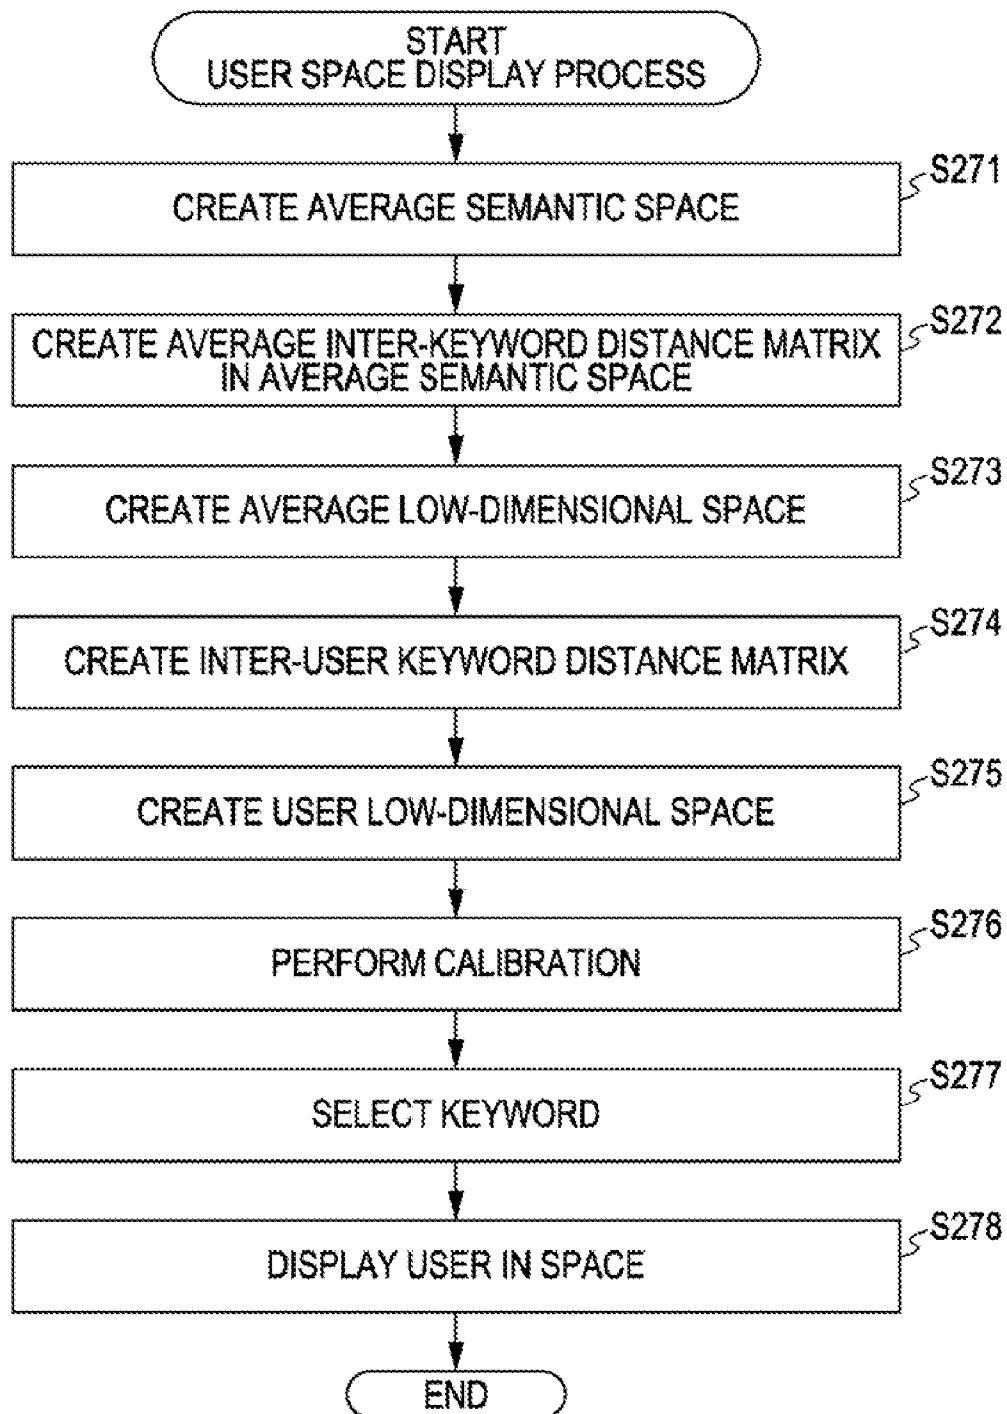 START
USER SPACE DISPLAY PROCESS
S271
CREATE AVERAGE SEMANTIC SPACE
S272
CREATE AVERAGE INTER-KEYWORD DISTANCE MATRIX
IN AVERAGE SEMANTIC SPACE
S273
CREATE AVERAGE LOW-DIMENSIONAL SPACE
S274
CREATE INTER-USER KEYWORD DISTANCE MATRIX
S275
CREATE USER LOW-DIMENSIONAL SPACE
S276
PERFORM CALIBRATION
S277
SELECT KEYWORD
S278
DISPLAY USER IN SPACE
END